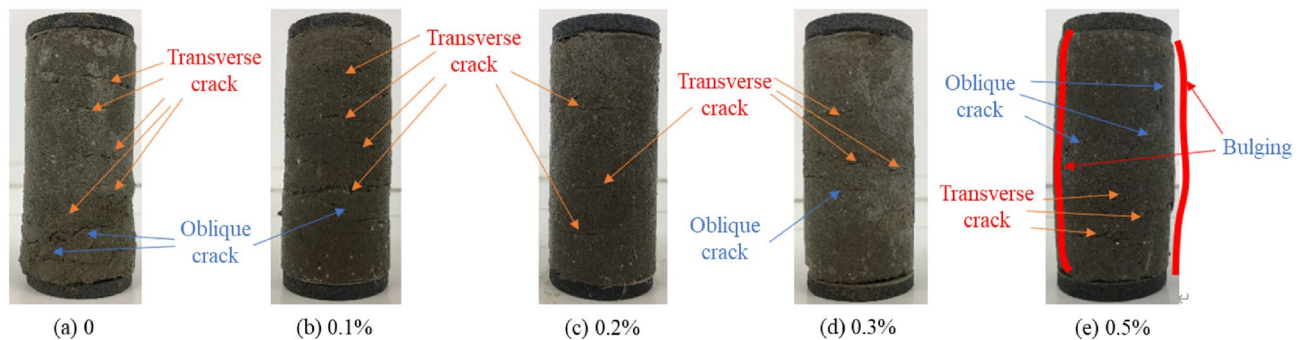 Transverse
crack
Oblique
crack
Transverse
crack
Transverse
crack
Oblique
crack
Oblique
crack
Transverse
crack
Bulging
(a) 0
(b) 0.1%
(c) 0.2%
(d) 0.3%
(e) 0.5%